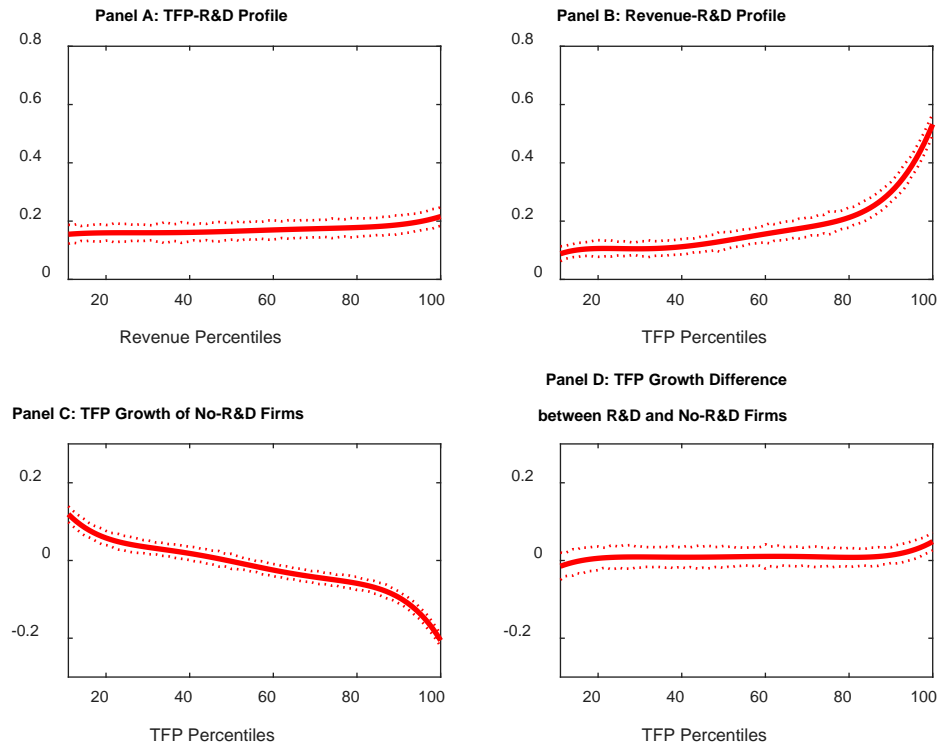 Panel A: TFP-R&D Profile
0.8
0.6
0.4
0.2
0
20 40 60 80 100
Revenue Percentiles
Panel B: Revenue-R&D Profile
0.8
0.6
0.4
0.2
0
20 40 60 80 100
TFP Percentiles
Panel C: TFP Growth of No-R&D Firms
0.2
0
-0.2
20 40 60 80 100
TFP Percentiles
Panel D: TFP Growth Difference
between R&D and No-R&D Firms
0.2
0
-0.2
20 40 60 80 100
TFP Percentiles